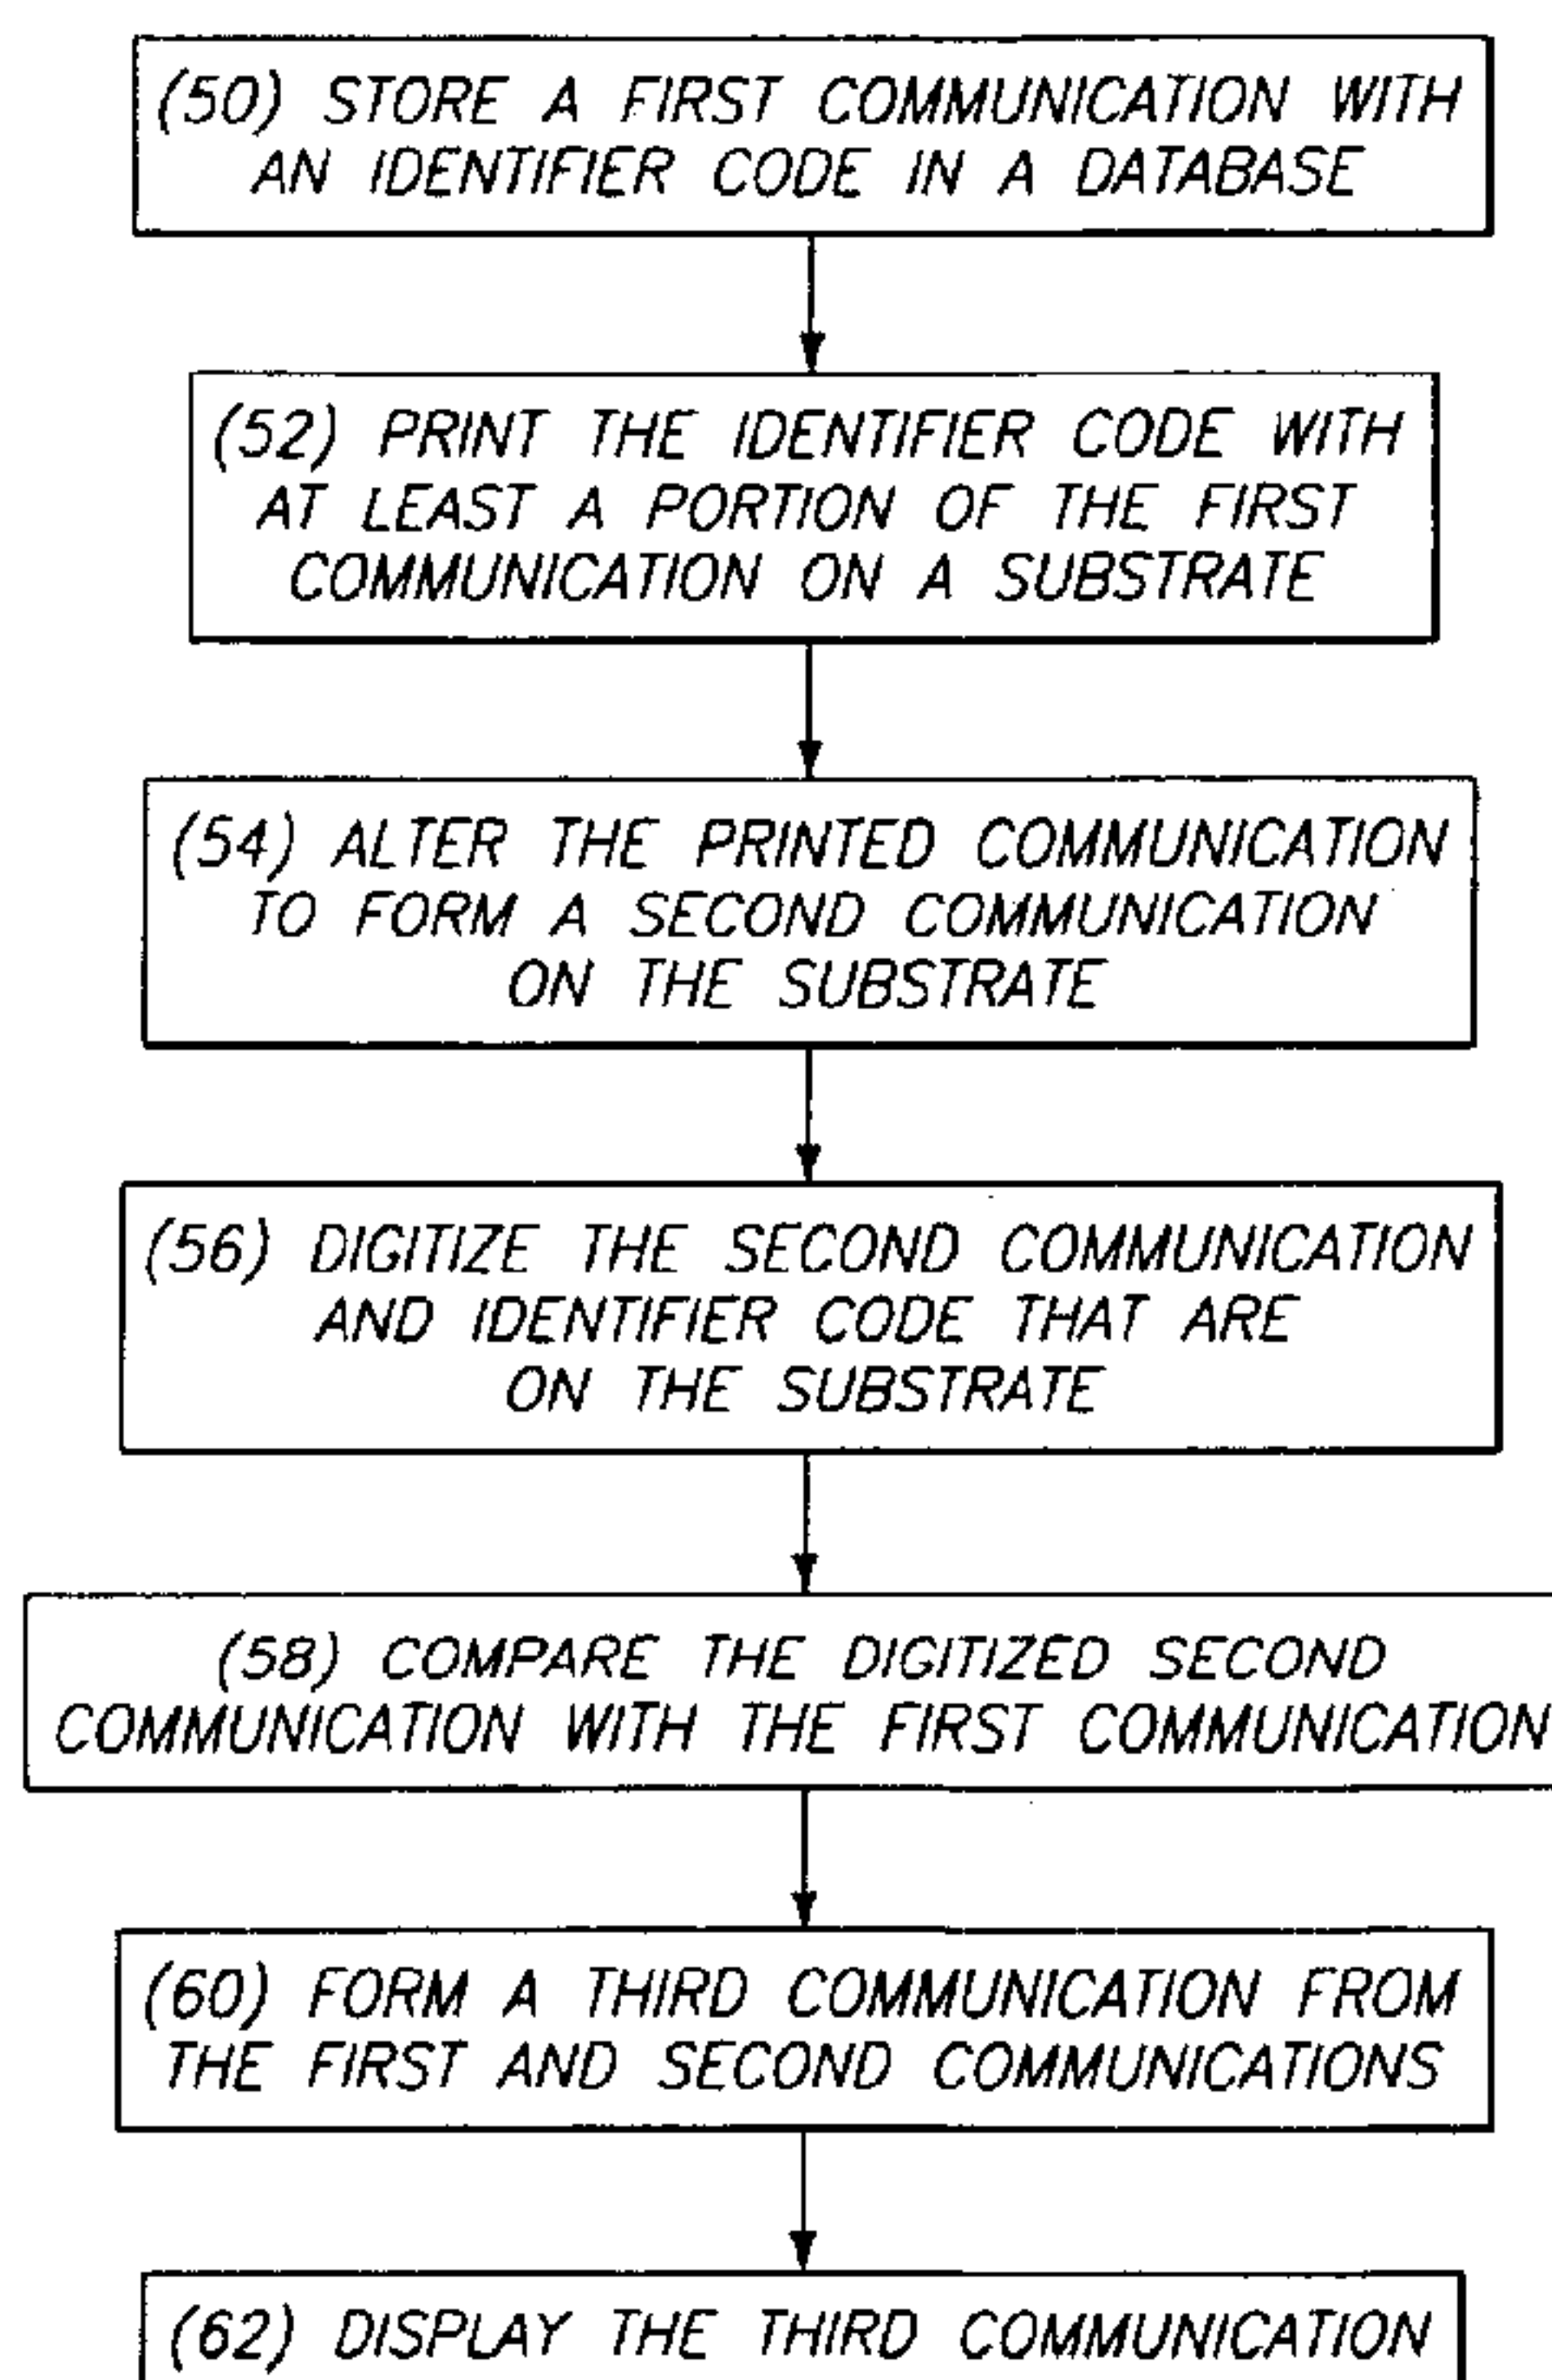 (50) STORE A FIRST COMMUNICATION WITH
AN IDENTIFIER CODE IN A DATABASE
(52) PRINT THE IDENTIFIER CODE WITH
AT LEAST A PORTION OF THE FIRST
COMMUNICATION ON A SUBSTRATE
(54) ALTER THE PRINTED COMMUNICATION
TO FORM A SECOND COMMUNICATION
ON THE SUBSTRATE
(56) DIGITIZE THE SECOND COMMUNICATION
AND IDENTIFIER CODE THAT ARE
ON THE SUBSTRATE
(58) COMPARE THE DIGITIZED SECOND
COMMUNICATION WITH THE FIRST COMMUNICATION
(60) FORM A THIRD COMMUNICATION FROM
THE FIRST AND SECOND COMMUNICATIONS
(62) DISPLAY THE THIRD COMMUNICATION